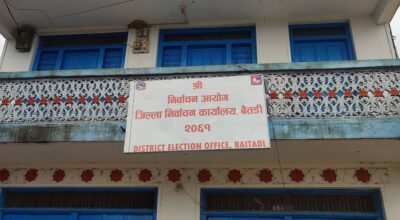 श्री
निर्वाचन आयोग
जिल्ला निर्वाचन कार्यालय बैतडी
२०६१
DISTRICT ELECTION OFFICE, BAITADI